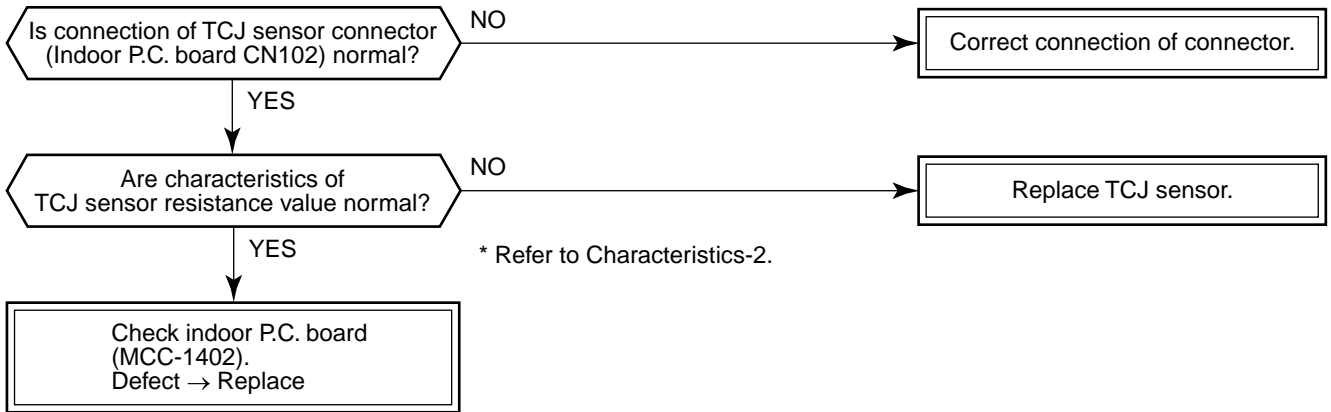 Is connection of TCJ sensor connector
(Indoor P.C. board CN102) normal?
NO
Correct connection of connector.
YES
Are characteristics of
TCJ sensor resistance value normal?
NO
Replace TCJ sensor.
YES
* Refer to Characteristics-2.
Check indoor P.C. board
(MCC-1402).
Defect → Replace